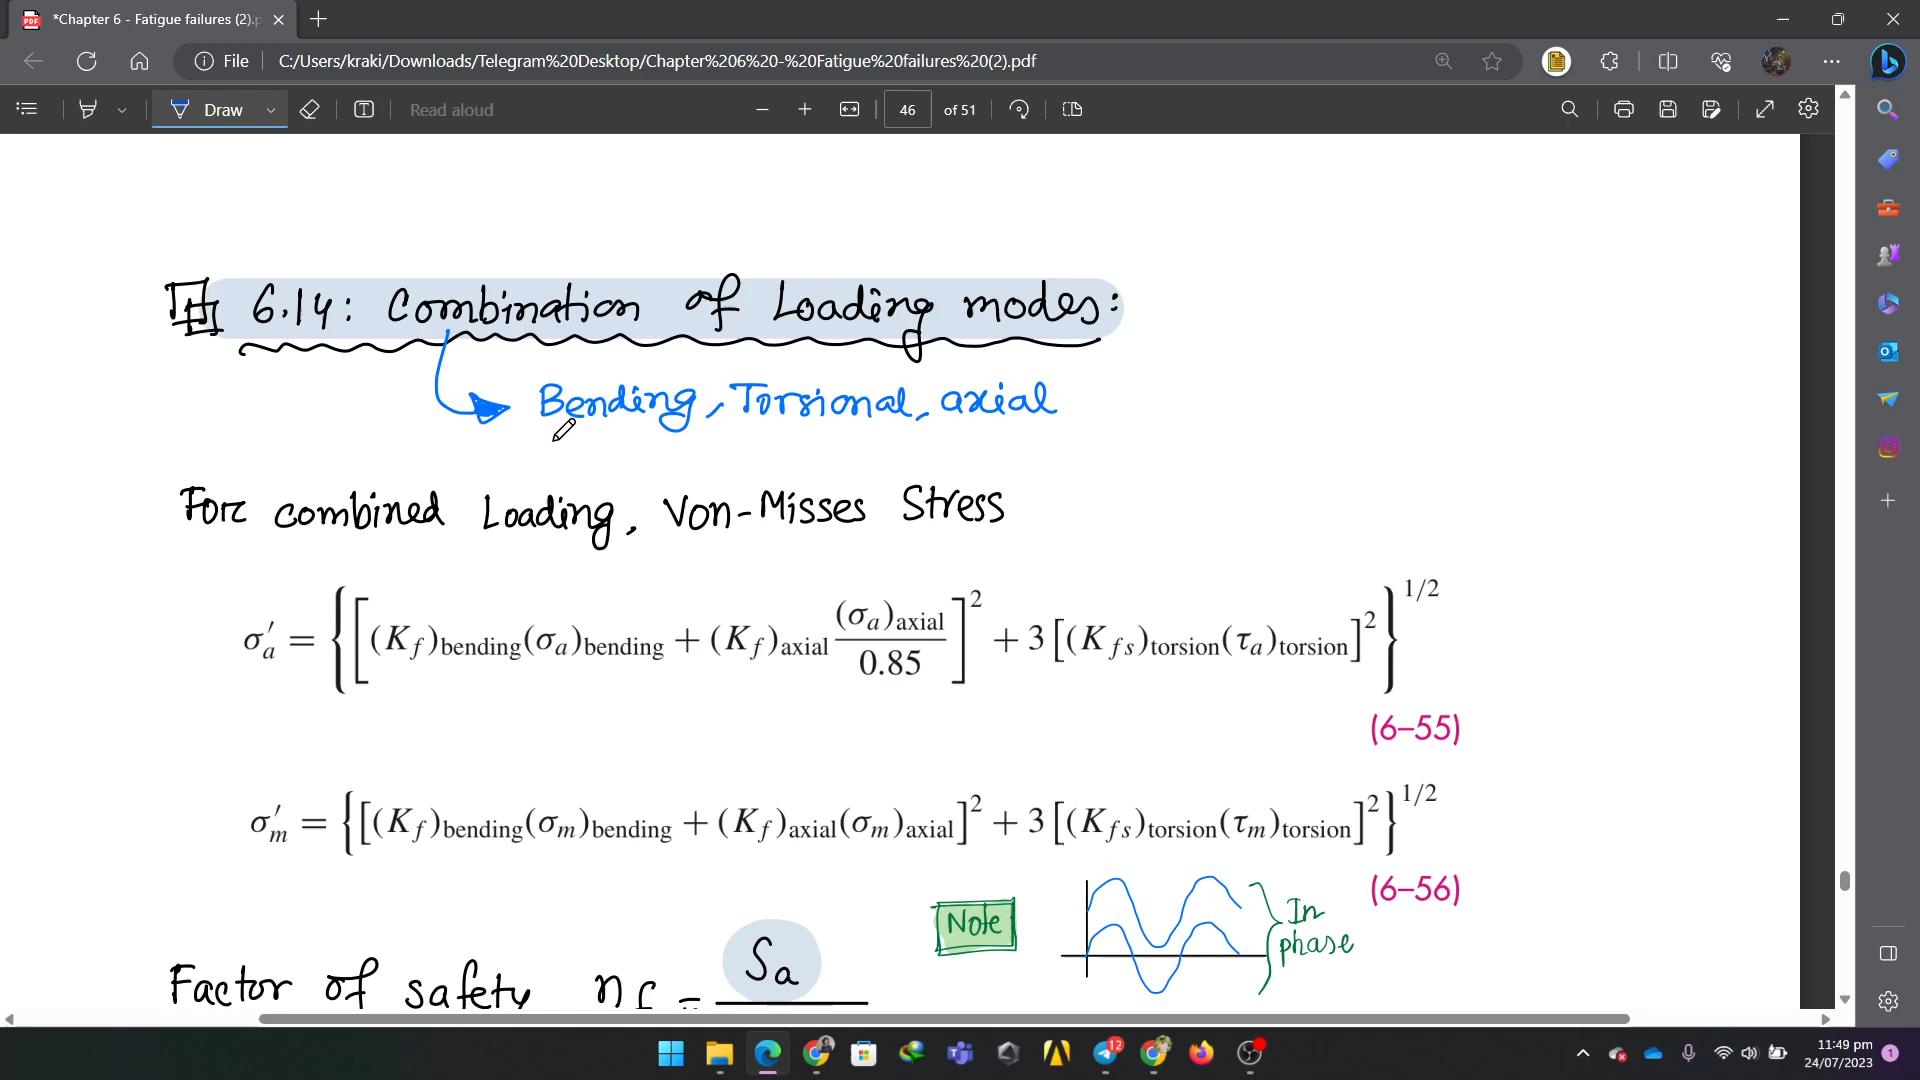 *Chapter 6 - Fatigue failures (2).p
File
C:/Users/kraki/Downloads/Telegram%20Desktop/Chapter%206%20-%20Fatigue%20failures%20(2).pdf
Draw
Read aloud
46 of 51
6.14: Combination of Loading modes:
Bending, Torsional, axial
For combined Loading, Von-Misses Stress
σ′a = {[(Kf)bending(σa)bending + (Kf)axial (σa)axial/0.85]² + 3[(Kfs)torsion(τa)torsion]²}^1/2
(6–55)
σ′m = {[(Kf)bending(σm)bending + (Kf)axial(σm)axial]² + 3[(Kfs)torsion(τm)torsion]²}^1/2
(6–56)
Note
In
phase
Sa
Factor of safety nf =
12
11:49 pm
24/07/2023
1